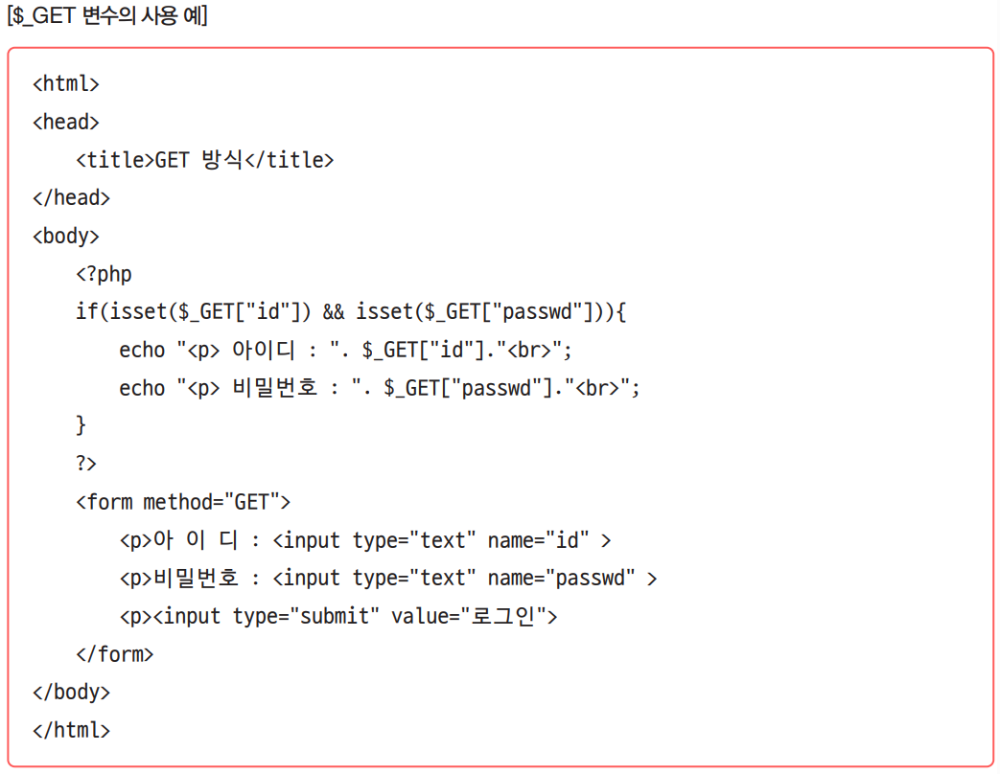 [$_GET 변수의 사용 예]
<html>
<head>
<title>GET 방식</title>
</head>
<body>
<?php
if(isset($_GET["id"]) && isset($_GET["passwd"])){
echo "<p> 아이디 : ". $_GET["id"]."<br>";
echo "<p> 비밀번호 : ". $_GET["passwd"]."<br>";
}
?>
<form method="GET">
<p>아 이 디 : <input type="text" name="id" >
<p>비밀번호 : <input type="text" name="passwd" >
<p><input type="submit" value="로그인">
</form>
</body>
</html>